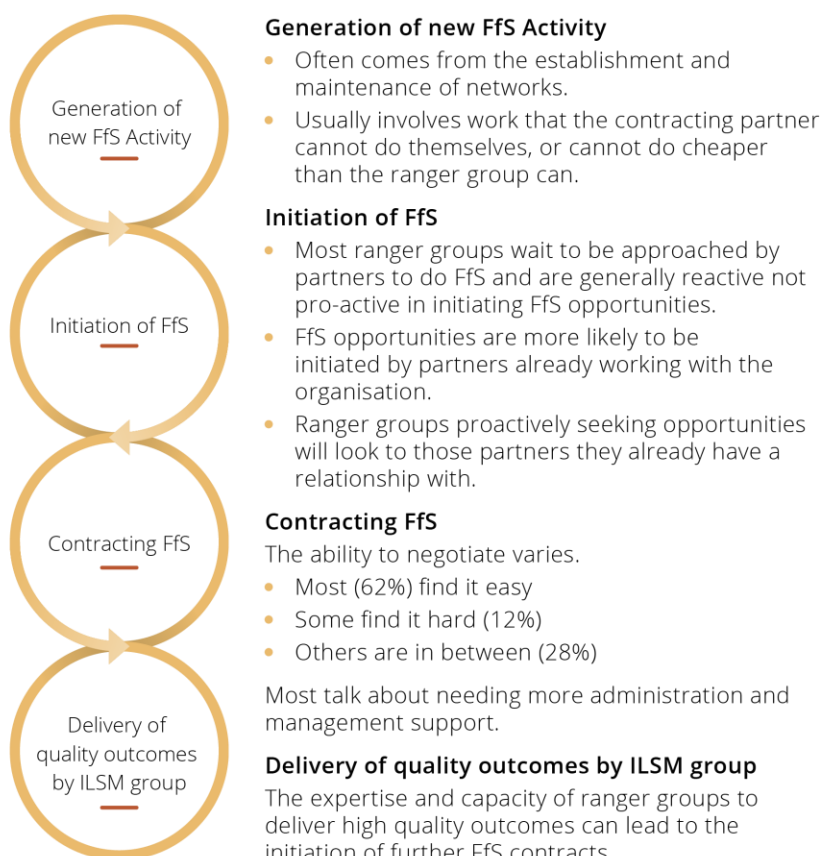 Generation of
new FfS Activity
Initiation of FfS
Contracting FfS
Delivery of
quality outcomes
by ILSM group
Generation of new FfS Activity
Often comes from the establishment and
maintenance of networks.
Usually involves work that the contracting partner
cannot do themselves, or cannot do cheaper
than the ranger group can.
Initiation of FfS
Most ranger groups wait to be approached by
partners to do FfS and are generally reactive not
pro-active in initiating FfS opportunities.
FfS opportunities are more likely to be
initiated by partners already working with the
organisation.
Ranger groups proactively seeking opportunities
will look to those partners they already have a
relationship with.
Contracting FfS
The ability to negotiate varies.
Most (62%) find it easy
Some find it hard (12%)
Others are in between (28%)
Most talk about needing more administration and
management support.
Delivery of quality outcomes by ILSM group
The expertise and capacity of ranger groups to
deliver high quality outcomes can lead to the
initiation of further FfS contracts.